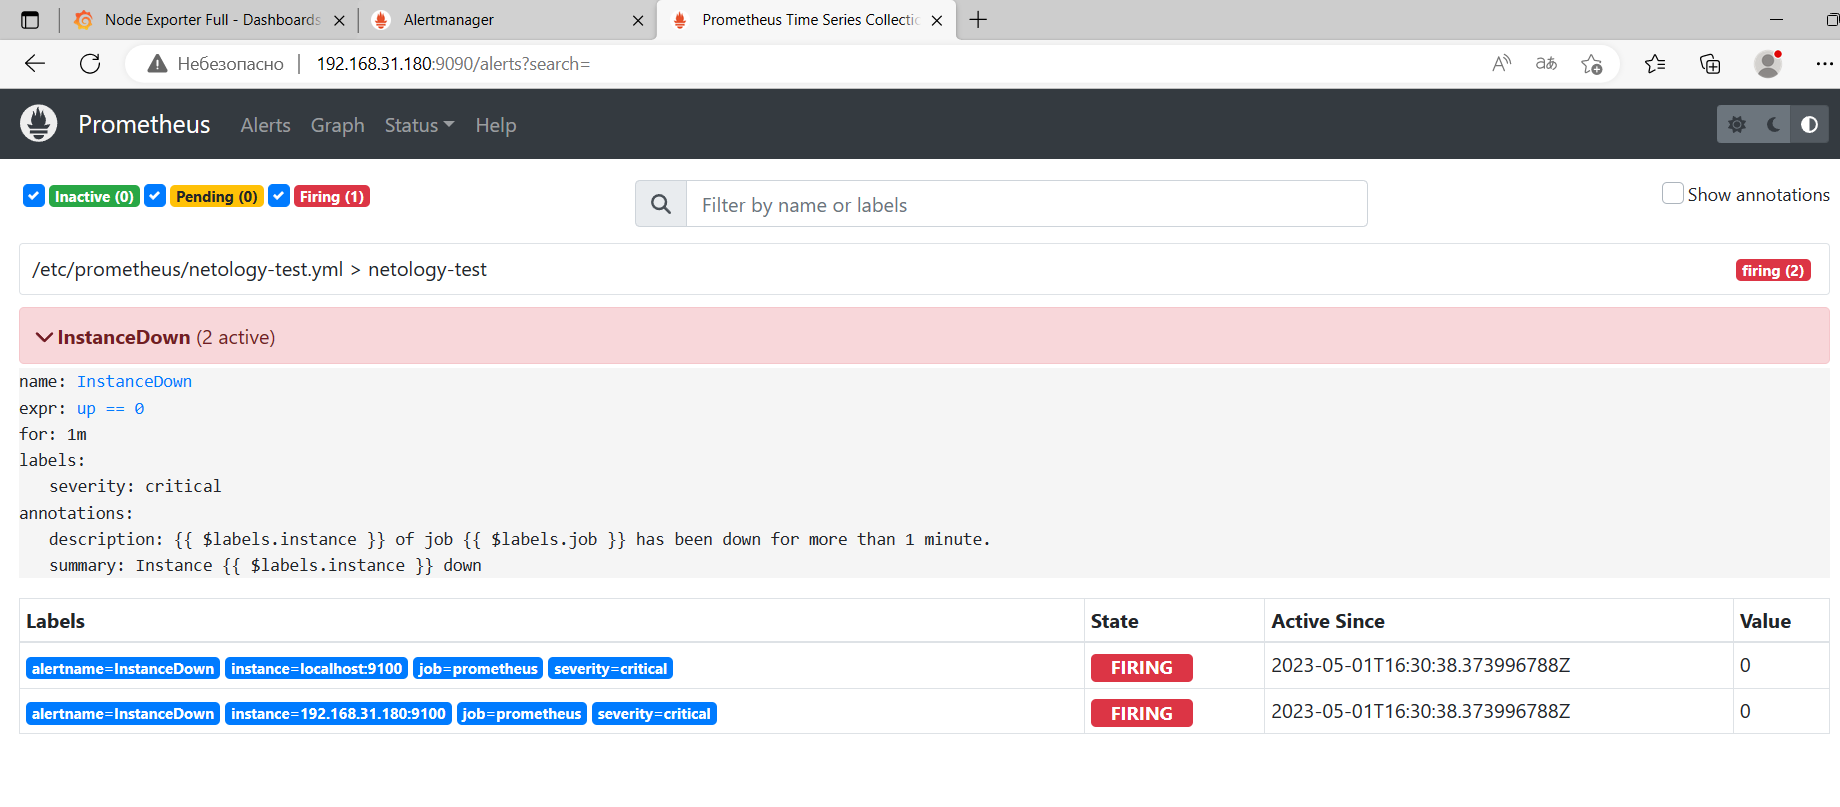 Node Exporter Full - Dashboards
Alertmanager
Prometheus Time Series Collectio
Небезопасно
192.168.31.180:9090/alerts?search=
Prometheus Alerts Graph Status Help
Inactive (0) Pending (0) Firing (1)
Filter by name or labels
Show annotations
/etc/prometheus/netology-test.yml > netology-test
firing (2)
InstanceDown (2 active)
name: InstanceDown
expr: up == 0
for: 1m
labels:
severity: critical
annotations:
description: {{ $labels.instance }} of job {{ $labels.job }} has been down for more than 1 minute.
summary: Instance {{ $labels.instance }} down
Labels State Active Since Value
alertname=InstanceDown instance=localhost:9100 job=prometheus severity=critical FIRING 2023-05-01T16:30:38.373996788Z 0
alertname=InstanceDown instance=192.168.31.180:9100 job=prometheus severity=critical FIRING 2023-05-01T16:30:38.373996788Z 0